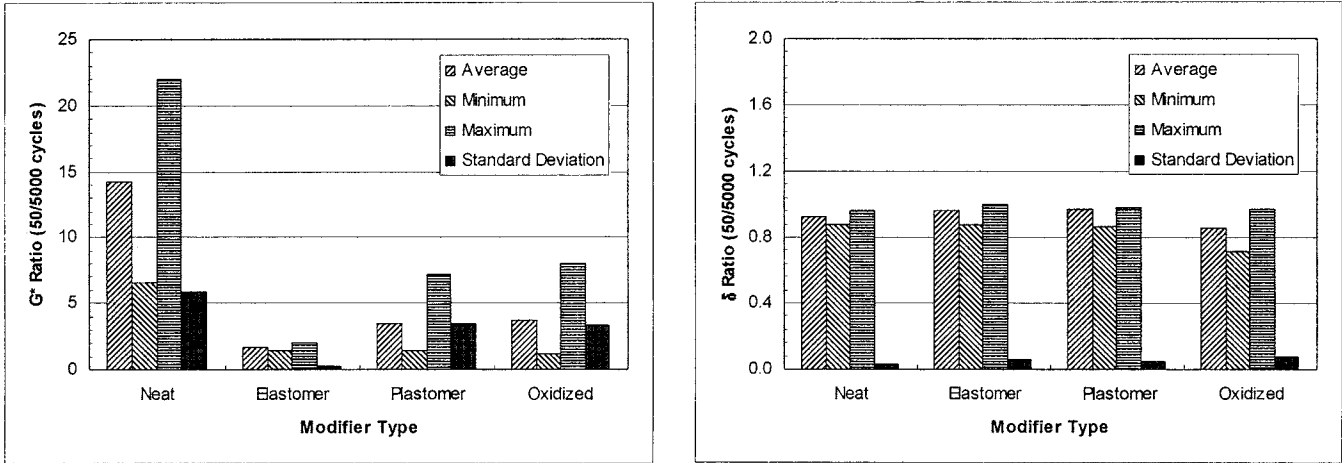 G* Ratio (50/5000 cycles)
25
20
15
10
5
0
Average
Minimum
Maximum
Standard Deviation
Neat
Elastomer
Plastomer
Oxidized
Modifier Type
δ Ratio (50/5000 cycles)
2.0
1.6
1.2
0.8
0.4
0.0
Average
Minimum
Maximum
Standard Deviation
Neat
Elastomer
Plastomer
Oxidized
Modifier Type